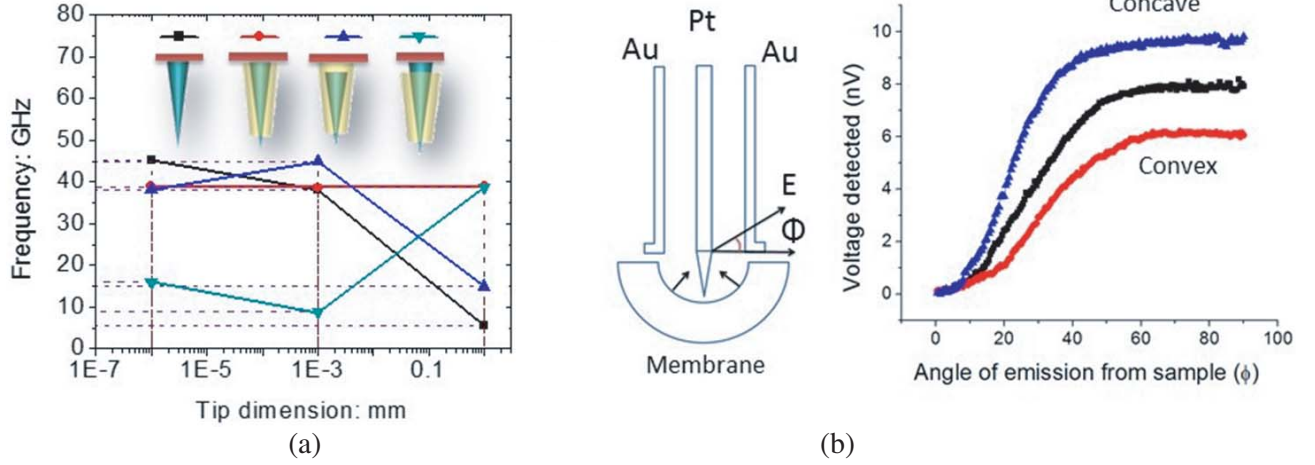 Frequency: GHz
80
70
60
50
40
30
20
10
0
1E-7 1E-5 1E-3 0.1
Tip dimension: mm
(a)
Pt
Au Au
E
Φ
Membrane
Concave
Convex
Voltage detected (nV)
10
8
6
4
2
0
0 20 40 60 80 100
Angle of emission from sample (ϕ)
(b)